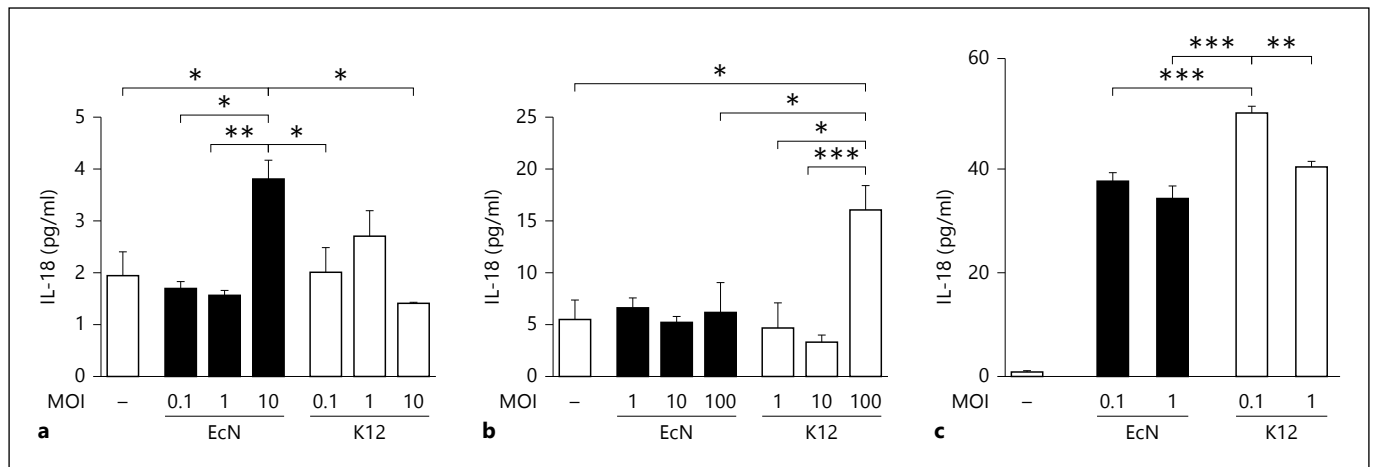 * *
*
** *
5
4
3
2
1
0
IL-18 (pg/ml)
MOI – 0.1 1 10 0.1 1 10
EcN K12
a
*
*
*
***
25
20
15
10
5
0
IL-18 (pg/ml)
MOI – 1 10 100 1 10 100
EcN K12
b
*** **
***
60
40
20
0
IL-18 (pg/ml)
MOI – 0.1 1 0.1 1
EcN K12
c